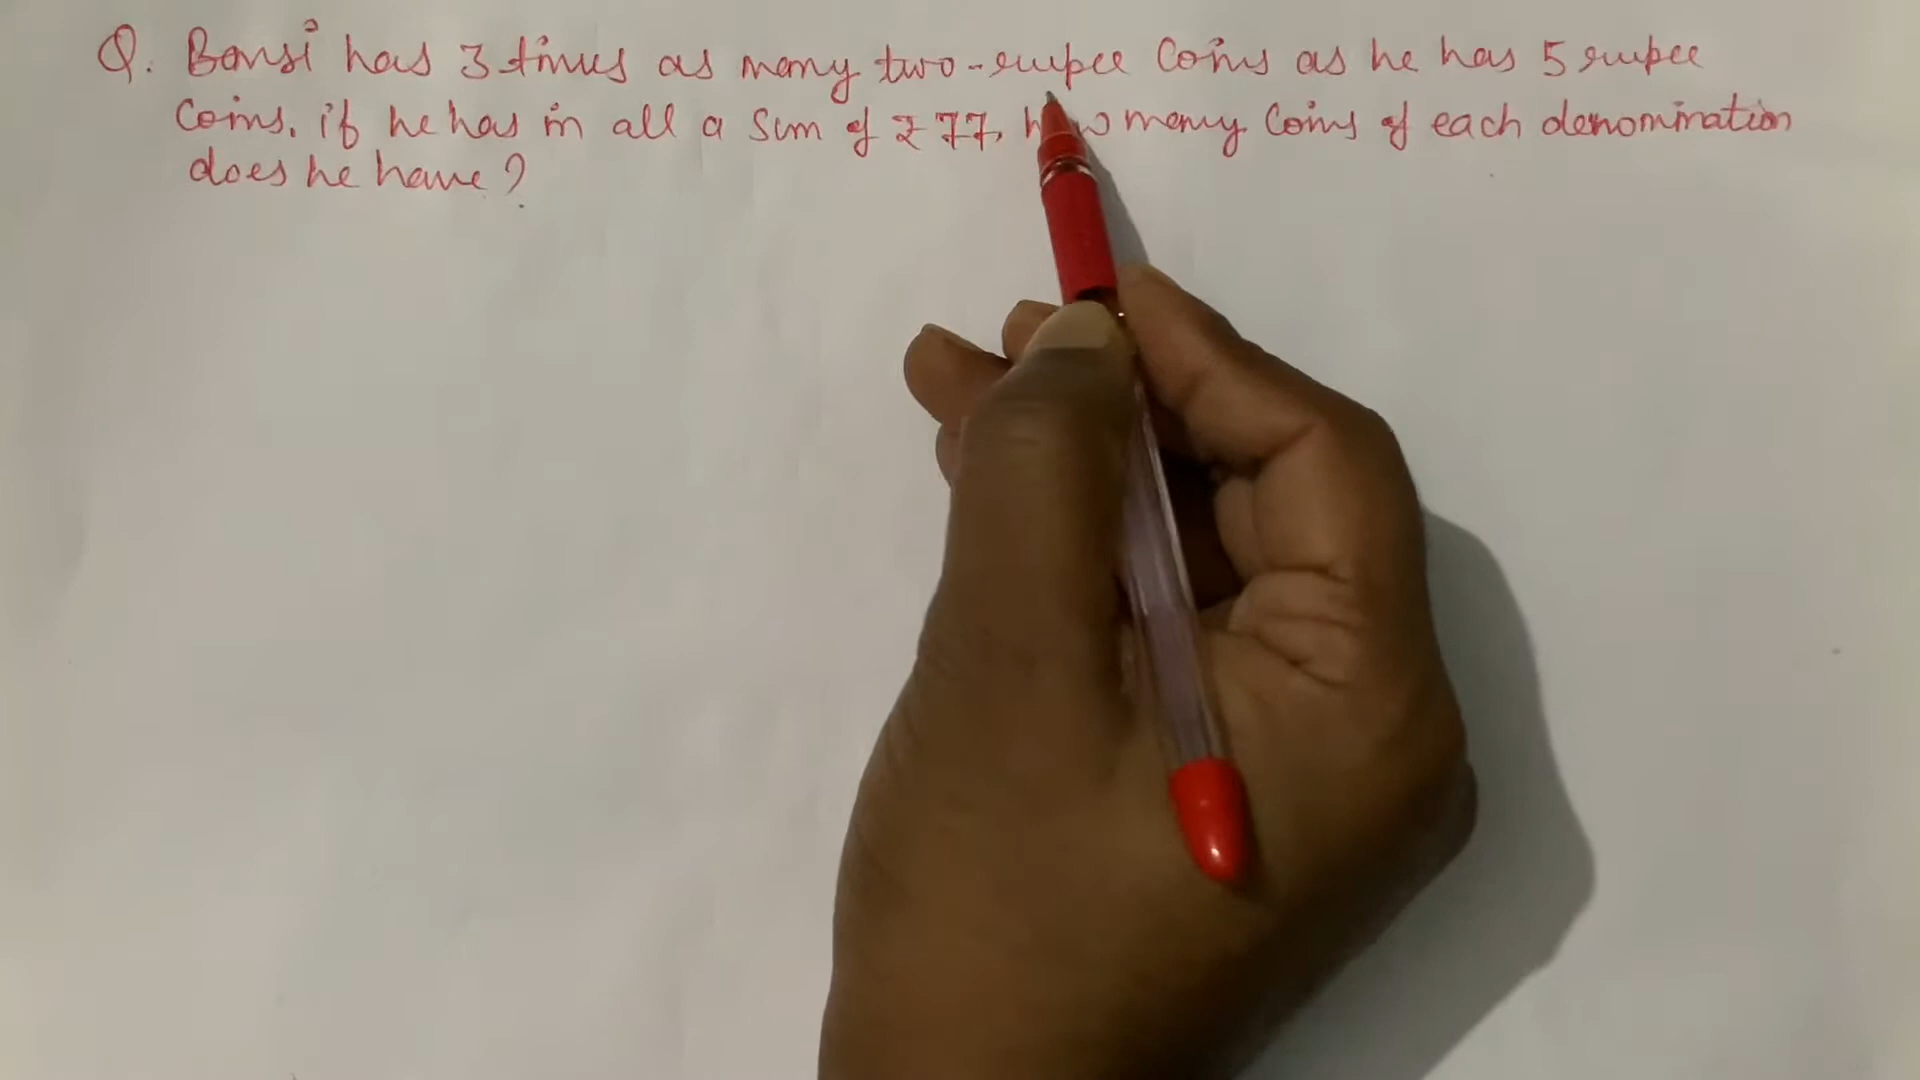 Q. Bansi has 3 times as many two-rupee Coins as he has 5 rupee
Coins. if he has in all a Sum of ₹ 77, how many Coins of each denomination
does he have?